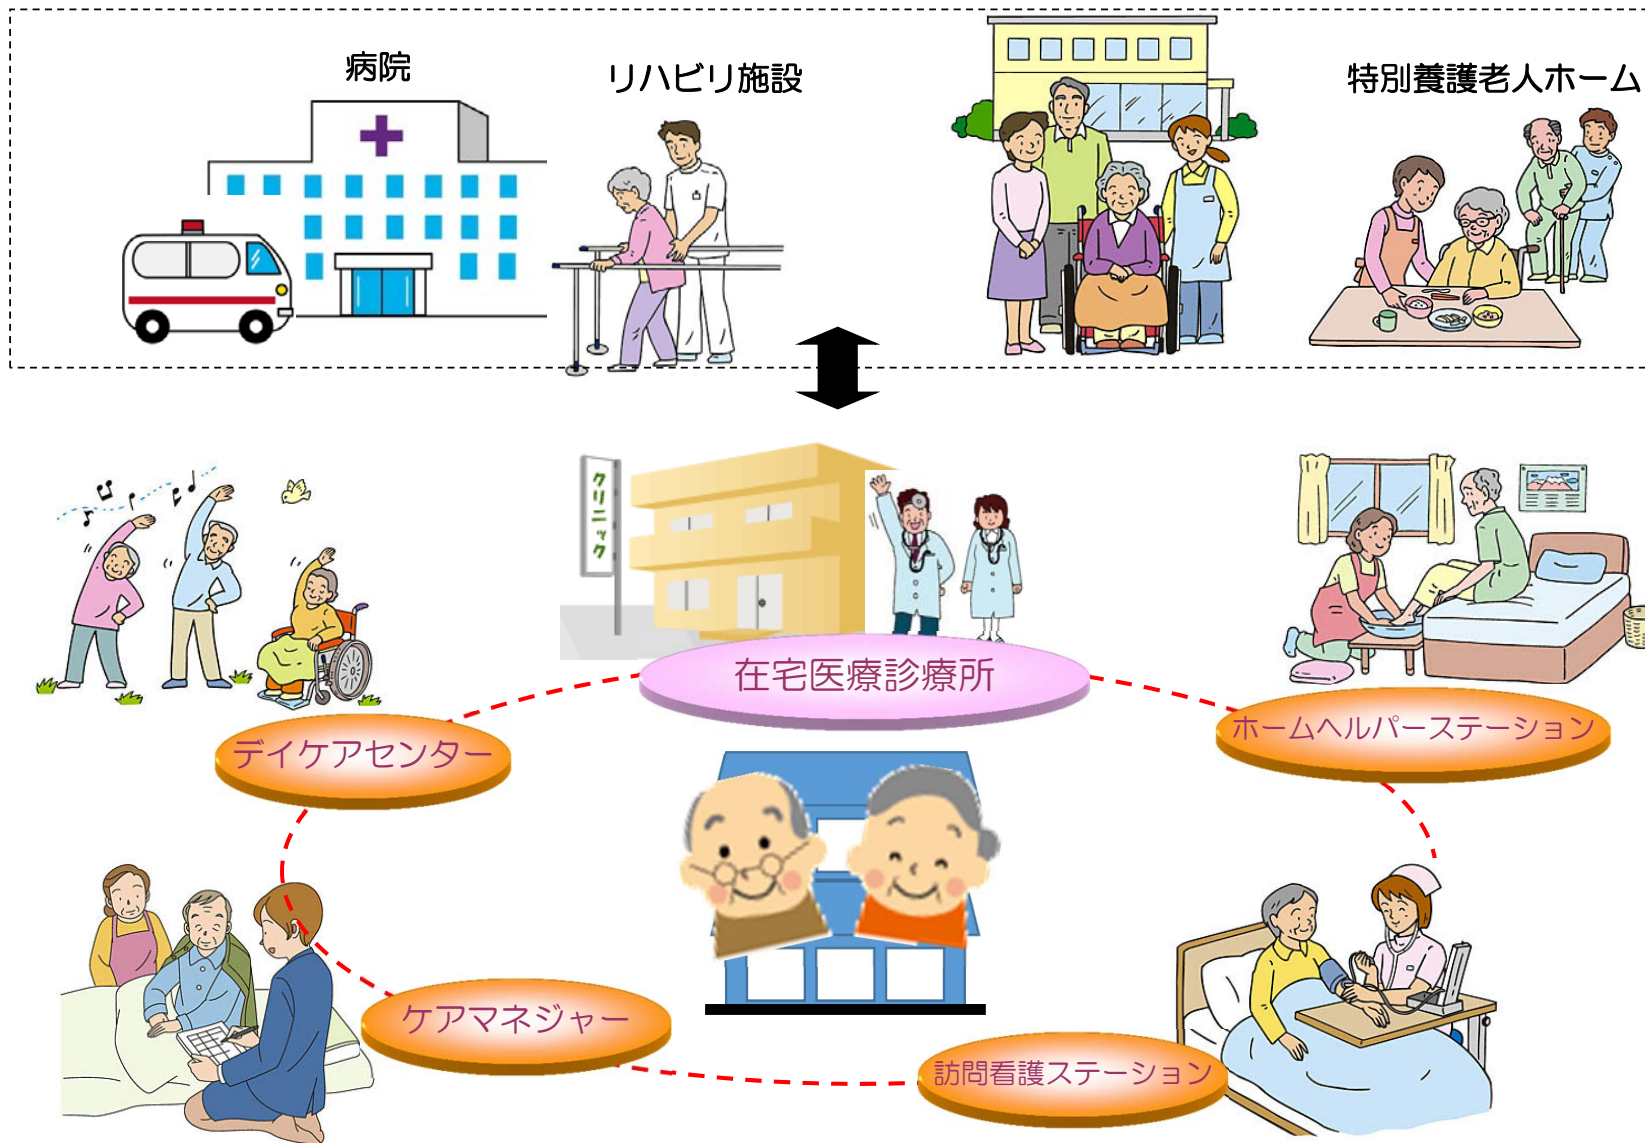 病院
リハビリ施設
特別養護老人ホーム
クリニック
在宅医療診療所
デイケアセンター
ホームヘルパーステーション
ケアマネジャー
訪問看護ステーション